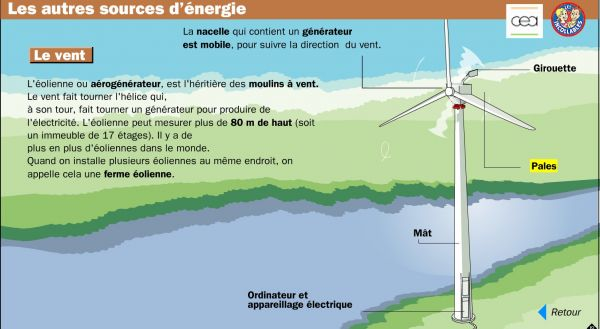 Les autres sources d'énergie
La nacelle qui contient un générateur
est mobile, pour suivre la direction du vent.
cea
LES
INCOLLABLES
Le vent
Girouette
L'éolienne ou aérogénérateur, est l'héritière des moulins à vent.
Le vent fait tourner l'hélice qui,
à son tour, fait tourner un générateur pour produire de
l'électricité. L'éolienne peut mesurer plus de 80 m de haut (soit
un immeuble de 17 étages). Il y a de
plus en plus d'éoliennes dans le monde.
Quand on installe plusieurs éoliennes au même endroit, on
appelle cela une ferme éolienne.
Pales
Mât
Ordinateur et
appareillage électrique
Retour